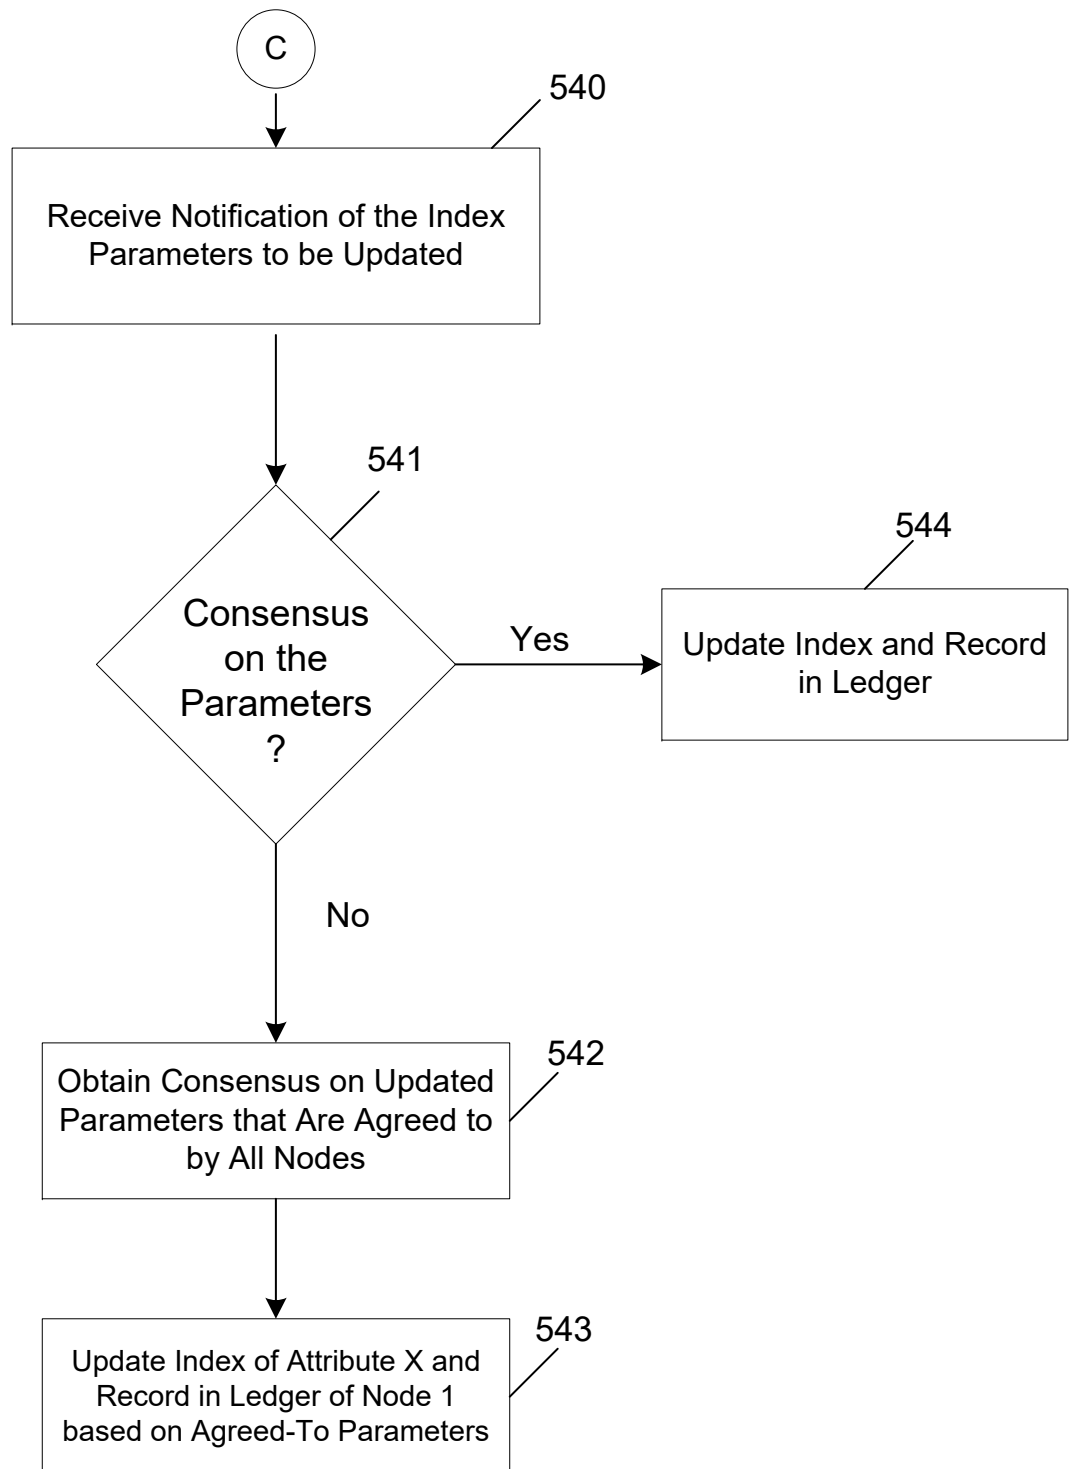 C
540
Receive Notification of the Index
Parameters to be Updated
541
Consensus
on the
Parameters
?
Yes
544
Update Index and Record
in Ledger
No
542
Obtain Consensus on Updated
Parameters that Are Agreed to
by All Nodes
543
Update Index of Attribute X and
Record in Ledger of Node 1
based on Agreed-To Parameters